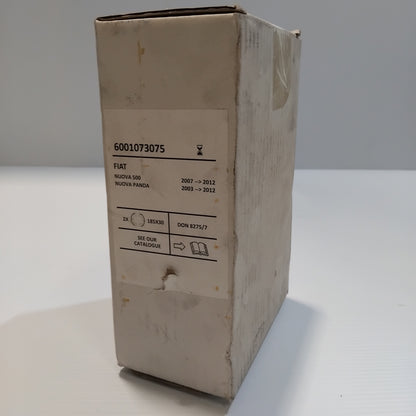 6001073075
FIAT
NUOVA 500 2007 --> 2012
NUOVA PANDA 2003 --> 2012
2X 185X30 DON 8275/7
SEE OUR
CATALOGUE